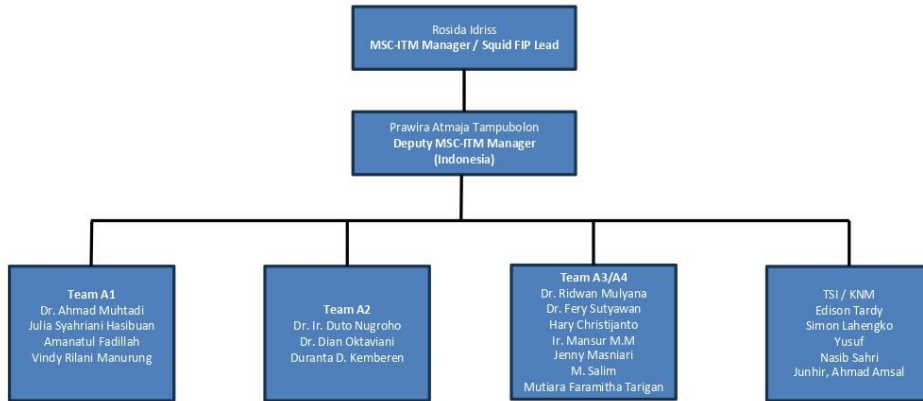 Rosida Idriss
MSC-ITM Manager / Squid FIP Lead
Prawira Atmaja Tampubolon
Deputy MSC-ITM Manager
(Indonesia)
Team A1
Dr. Ahmad Muhtadi
Julia Syahriani Hasibuan
Amanatul Fadillah
Vindy Rilani Manurung
Team A2
Dr. Ir. Duto Nugroho
Dr. Dian Oktaviani
Duranta D. Kemberen
Team A3/A4
Dr. Ridwan Mulyana
Dr. Fery Sutyawan
Hary Christijanto
Ir. Mansur M.M
Jenny Masniari
M. Salim
Mutiara Faramitha Tarigan
TSI / KNM
Edison Tardy
Simon Lahengko
Yusuf
Nasib Sahri
Junhir, Ahmad Amsal